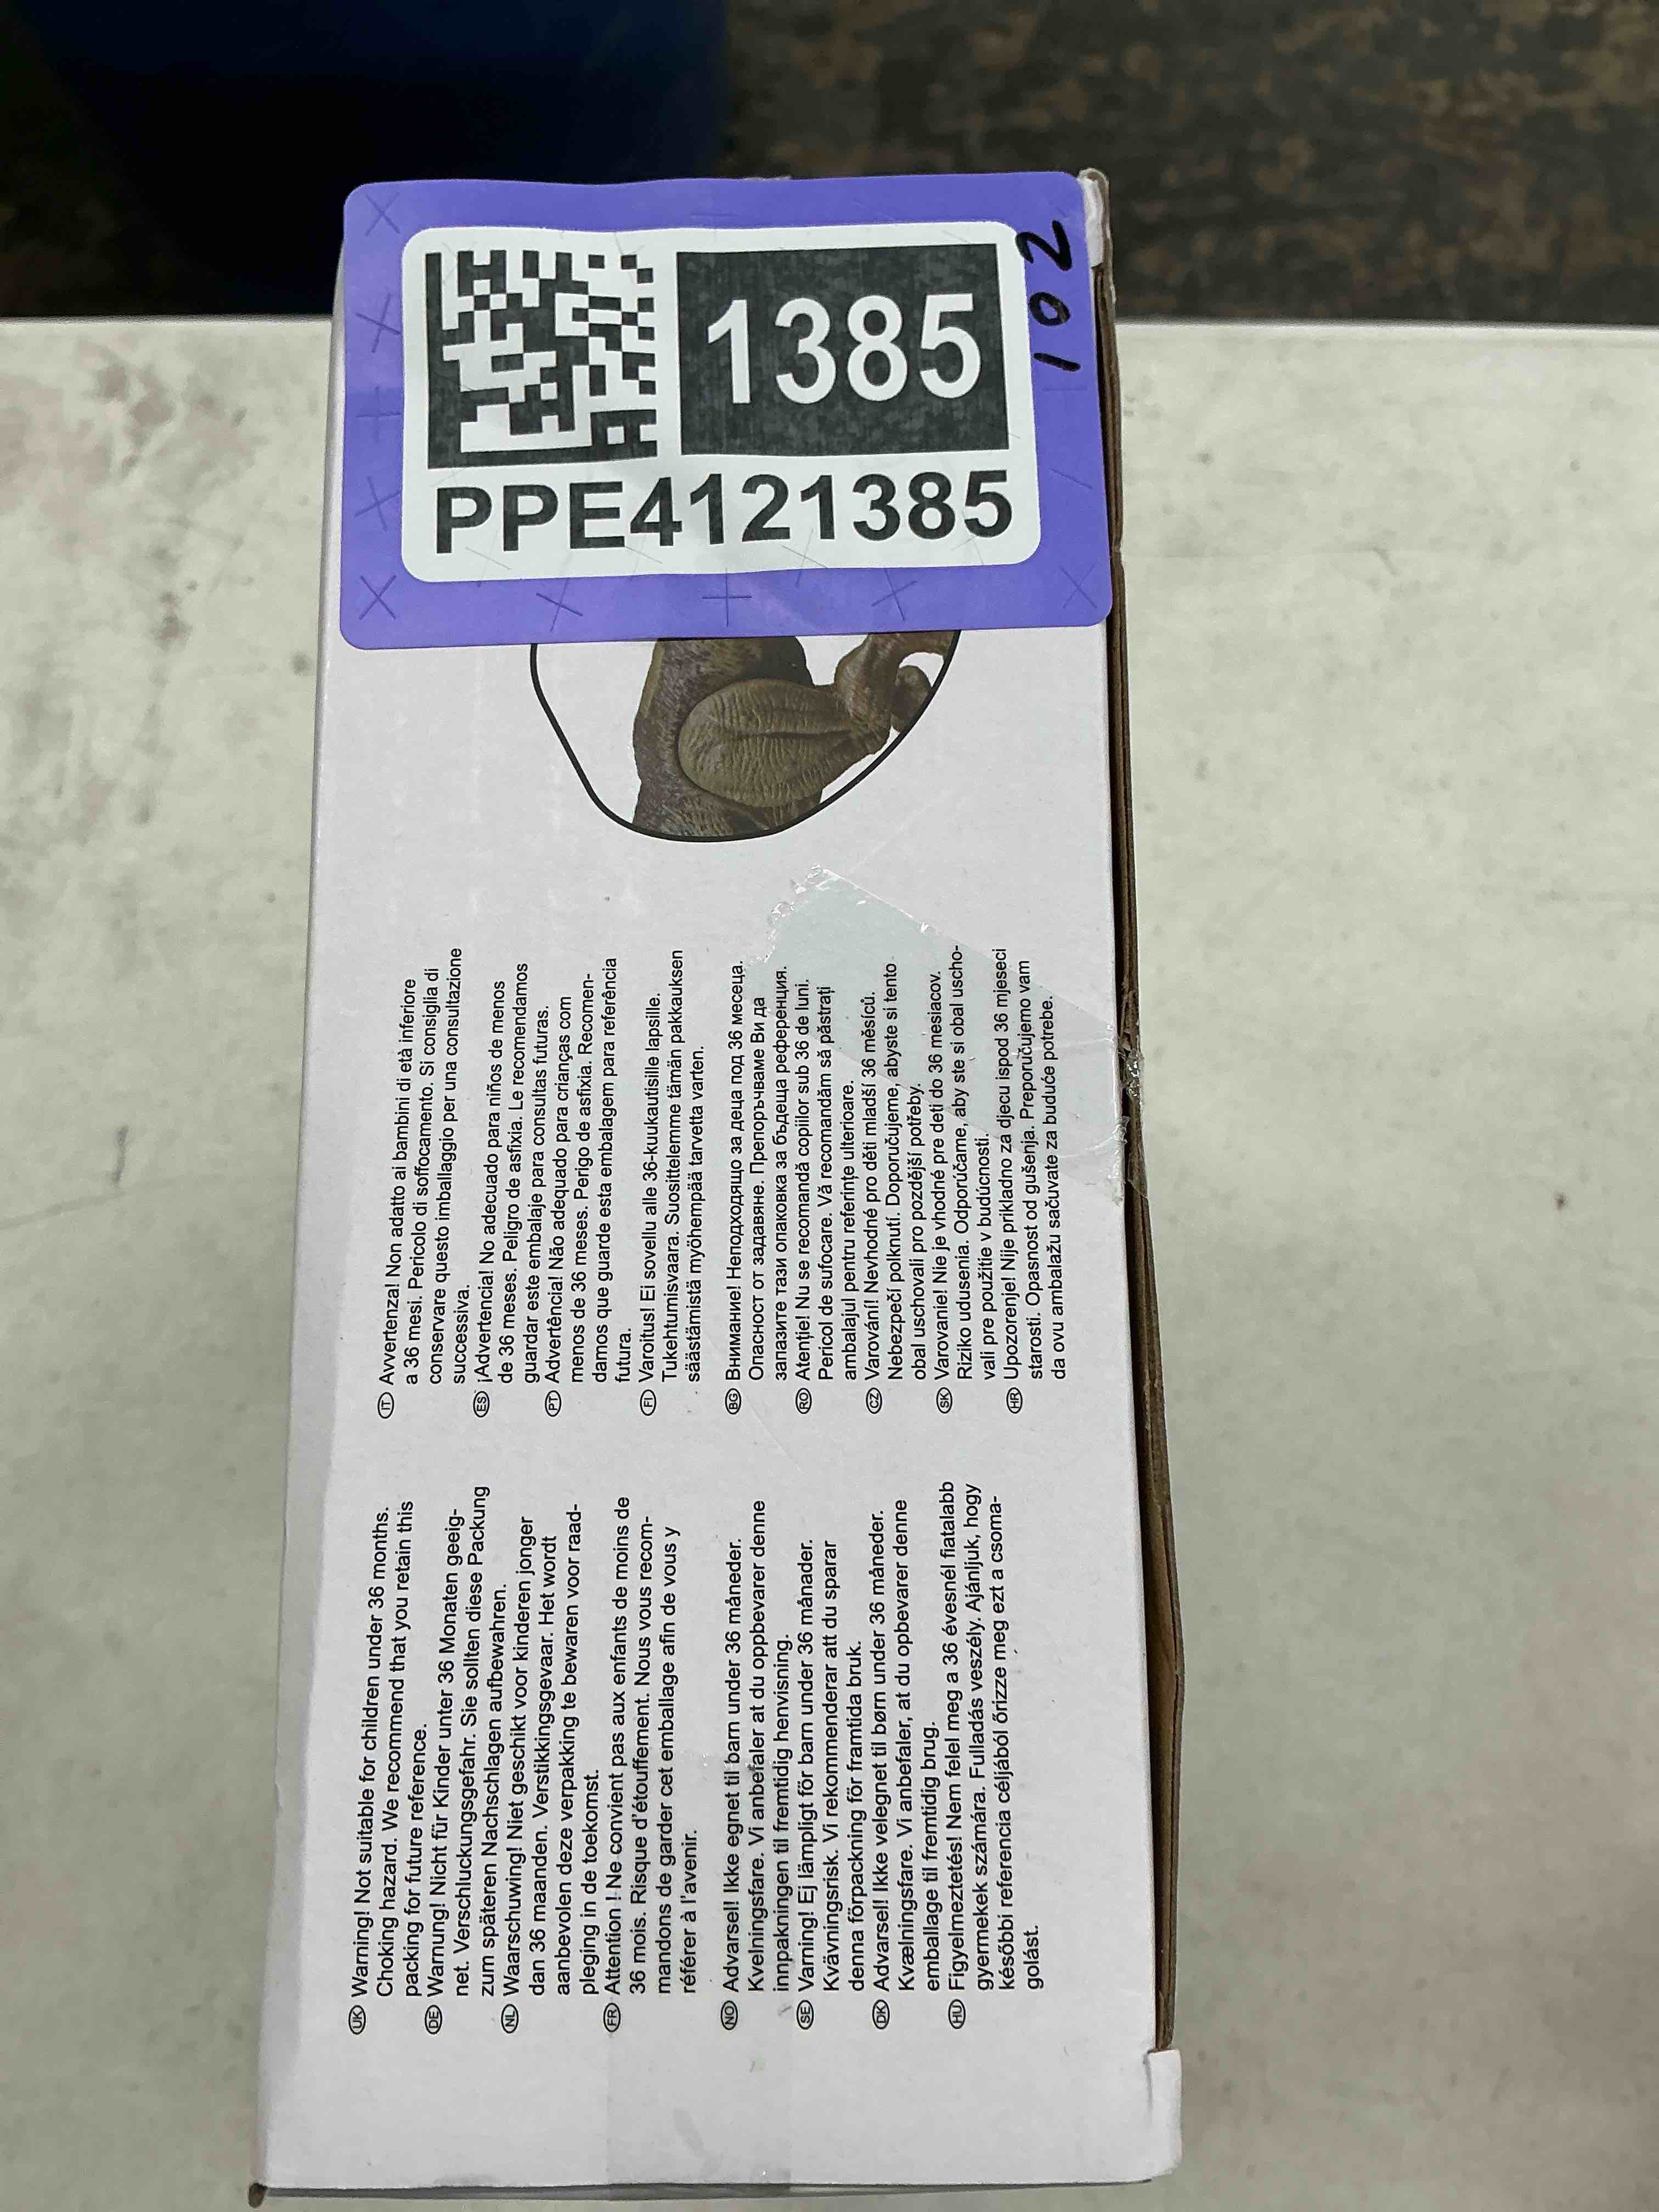 1385
PPE4121385
102
UK Warning! Not suitable for children under 36 months.
Choking hazard. We recommend that you retain this
packing for future reference.
DE Warnung! Nicht für Kinder unter 36 Monaten geeig-
net. Verschluckungsgefahr. Sie sollten diese Packung
zum späteren Nachschlagen aufbewahren.
NL Waarschuwing! Niet geschikt voor kinderen jonger
dan 36 maanden. Verstikkingsgevaar. Het wordt
aanbevolen deze verpakking te bewaren voor raad-
pleging in de toekomst.
FR Attention ! Ne convient pas aux enfants de moins de
36 mois. Risque d'étouffement. Nous vous recom-
mandons de garder cet emballage afin de vous y
référer à l'avenir.
NO Advarsel! Ikke egnet til barn under 36 måneder.
Kvelningsfare. Vi anbefaler at du oppbevarer denne
innpakningen til fremtidig henvisning.
SE Varning! Ej lämpligt för barn under 36 månader.
Kvävningsrisk. Vi rekommenderar att du sparar
denna förpackning för framtida bruk.
DK Advarsel! Ikke velegnet til børn under 36 måneder.
Kvælningsfare. Vi anbefaler, at du opbevarer denne
emballage til fremtidig brug.
HU Figyelmeztetés! Nem felel meg a 36 évesnél fiatalabb
gyermekek számára. Fulladás veszély. Ajánljuk, hogy
későbbi referencia céljából őrizze meg ezt a csoma-
golást.
IT Avvertenza! Non adatto ai bambini di età inferiore
a 36 mesi. Pericolo di soffocamento. Si consiglia di
conservare questo imballaggio per una consultazione
successiva.
ES ¡Advertencia! No adecuado para niños de menos
de 36 meses. Peligro de asfixia. Le recomendamos
guardar este embalaje para consultas futuras.
PT Advertência! Não adequado para crianças com
menos de 36 meses. Perigo de asfixia. Recomen-
damos que guarde esta embalagem para referência
futura.
FI Varoitus! Ei sovellu alle 36-kuukautisille lapsille.
Tukehtumisvaara. Suosittelemme tämän pakkauksen
säästämistä myöhempää tarvetta varten.
BG Внимание! Неподходящо за деца под 36 месеца.
Опасност от задавяне. Препоръчваме Ви да
запазите тази опаковка за бъдеща референция.
RO Atenție! Nu se recomandă copiilor sub 36 de luni.
Pericol de sufocare. Vă recomandăm să păstrați
ambalajul pentru referințe ulterioare.
CZ Varování! Nevhodné pro děti mladší 36 měsíců.
Nebezpečí polknutí. Doporučujeme, abyste si tento
obal uschovali pro pozdější potřeby.
SK Varovanie! Nie je vhodné pre deti do 36 mesiacov.
Riziko udusenia. Odporúčame, aby ste si obal uscho-
vali pre použitie v budúcnosti.
HR Upozorenje! Nije prikladno za djecu ispod 36 mjeseci
starosti. Opasnost od gušenja. Preporučujemo vam
da ovu ambalažu sačuvate za buduće potrebe.